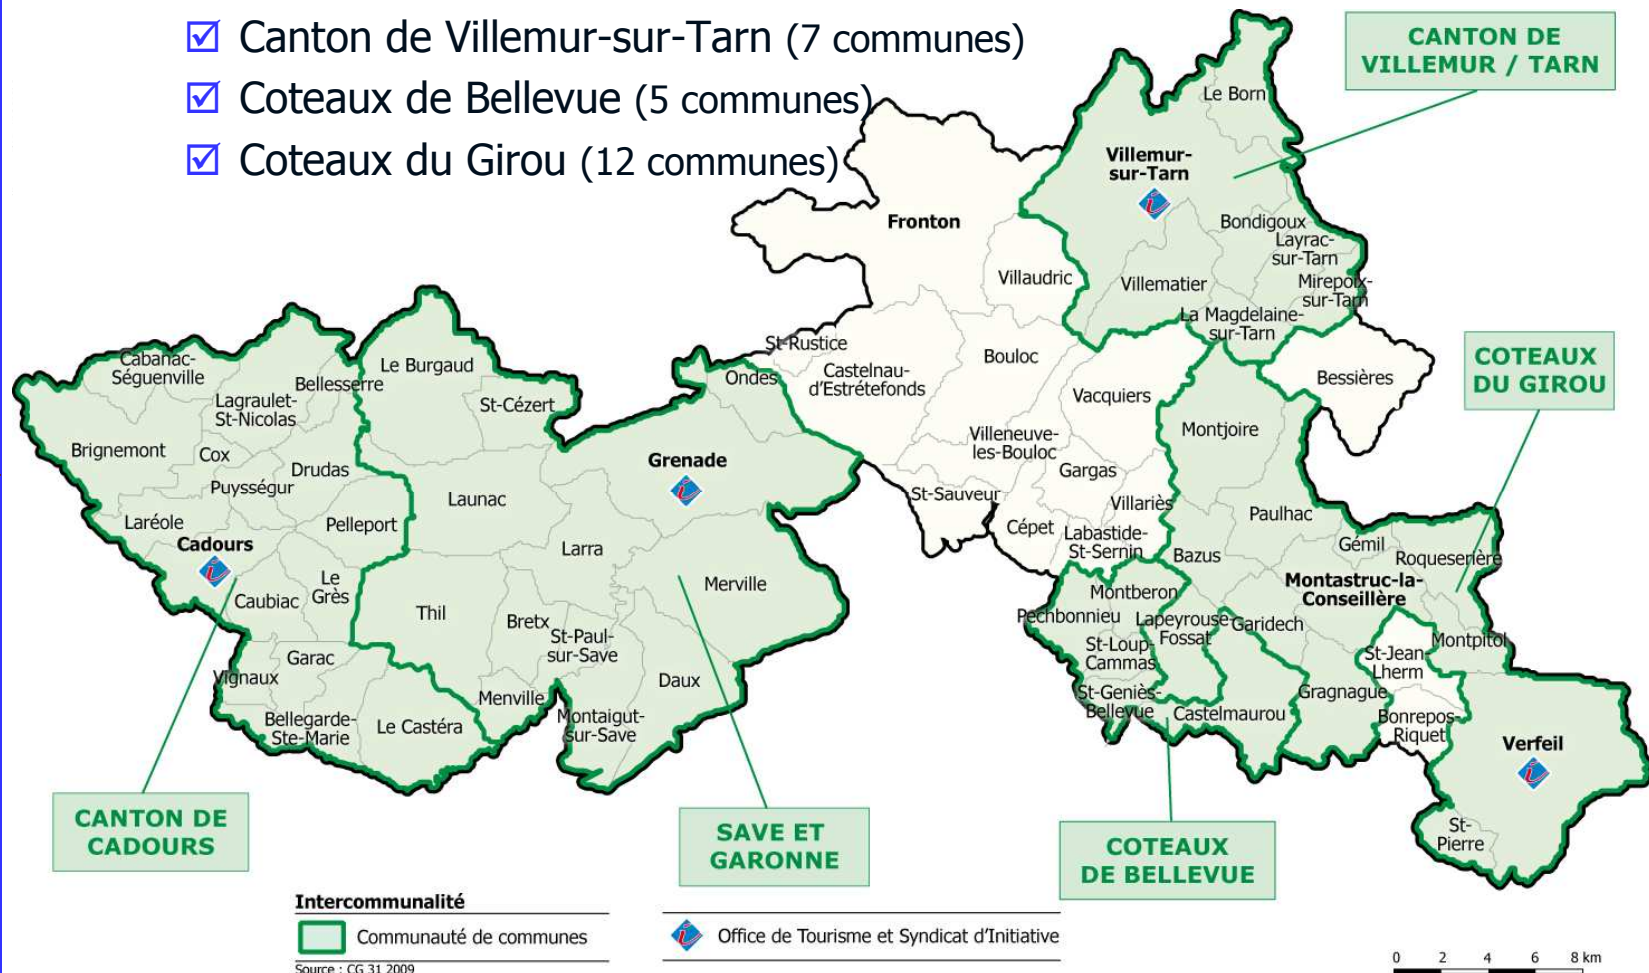 Canton de Villemur-sur-Tarn (7 communes)
Coteaux de Bellevue (5 communes)
Coteaux du Girou (12 communes)
CANTON DE
VILLEMUR / TARN
Le Born
Villemur-
sur-Tarn
Fronton
Bondigoux
Layrac-
sur-Tarn
Villaudric
Villematier
Mirepoix-
sur-Tarn
La Magdelaine-
sur-Tarn
St-Rustice
Bouloc
Castelnau-
d'Estrétefonds
Ondes
Vacquiers
Bessières
COTEAUX
DU GIROU
Cabanac-
Séguenville
Le Burgaud
Bellesserre
Lagraulet-
St-Nicolas
St-Cézert
Brignemont
Cox
Drudas
Puysségur
Grenade
Villeneuve-
les-Bouloc
Gargas
Montjoire
Launac
St-Sauveur
Villariès
Laréole
Pelleport
Cépet
Labastide-
St-Sernin
Paulhac
Cadours
Larra
Bazus
Gémil
Roqueserière
Le
Grès
Caubiac
Merville
Montberon
Montastruc-la-
Conseillère
Thil
Bretx
St-Paul-
sur-Save
Pechbonnieu
Lapeyrouse-
Fossat
Garidech
Montpitol
Garac
St-Loup-
Cammas
St-Jean-
Lherm
Vignaux
Menville
Daux
St-Geniès-
Bellevue
Gragnague
Bellegarde-
Ste-Marie
Le Castéra
Montaigut-
sur-Save
Castelmaurou
Bonrepos-
Riquet
Verfeil
St-
Pierre
CANTON DE
CADOURS
SAVE ET
GARONNE
COTEAUX
DE BELLEVUE
Intercommunalité
Communauté de communes
Office de Tourisme et Syndicat d'Initiative
Source : CG 31 2009
0 2 4 6 8 km